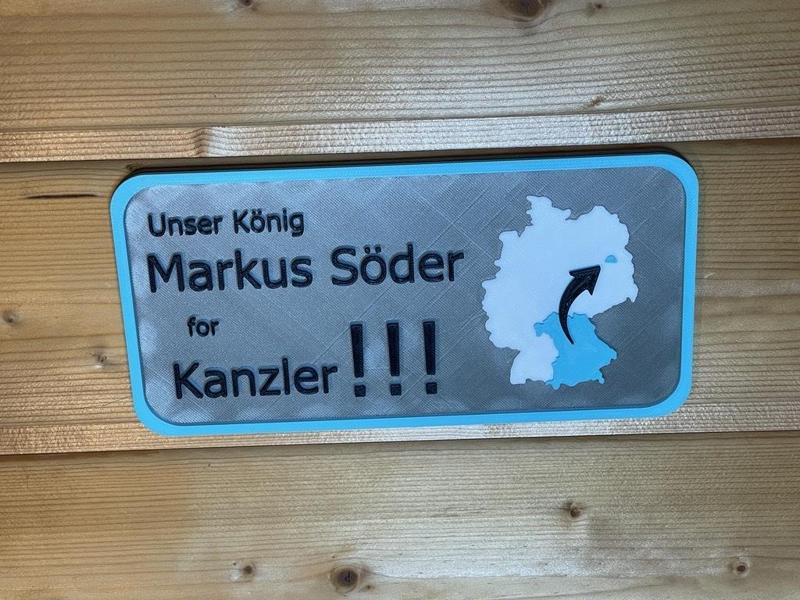 Unser König
Markus Söder
for
Kanzler!!!